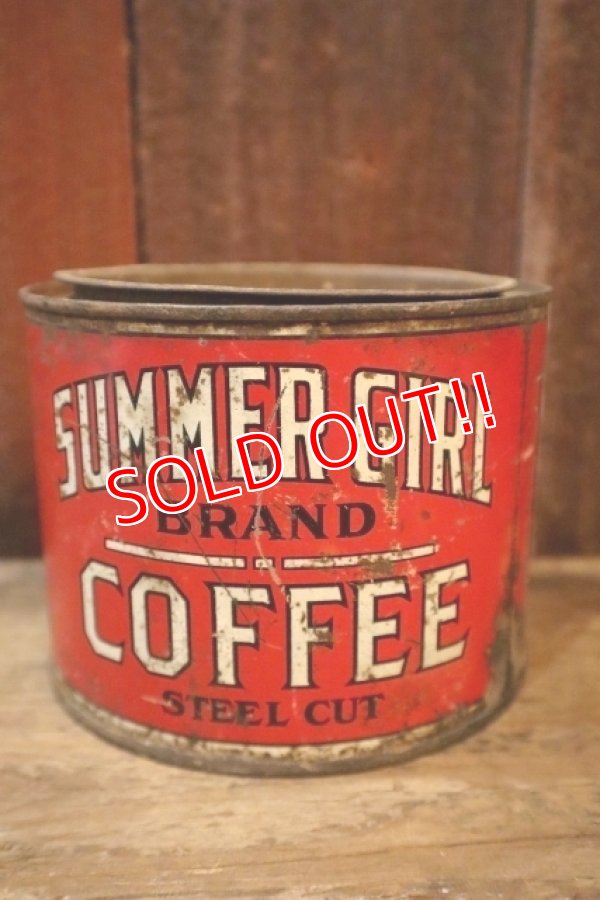 SUMMER-GIRL
SOLD OUT!!
BRAND
COFFEE
STEEL CUT